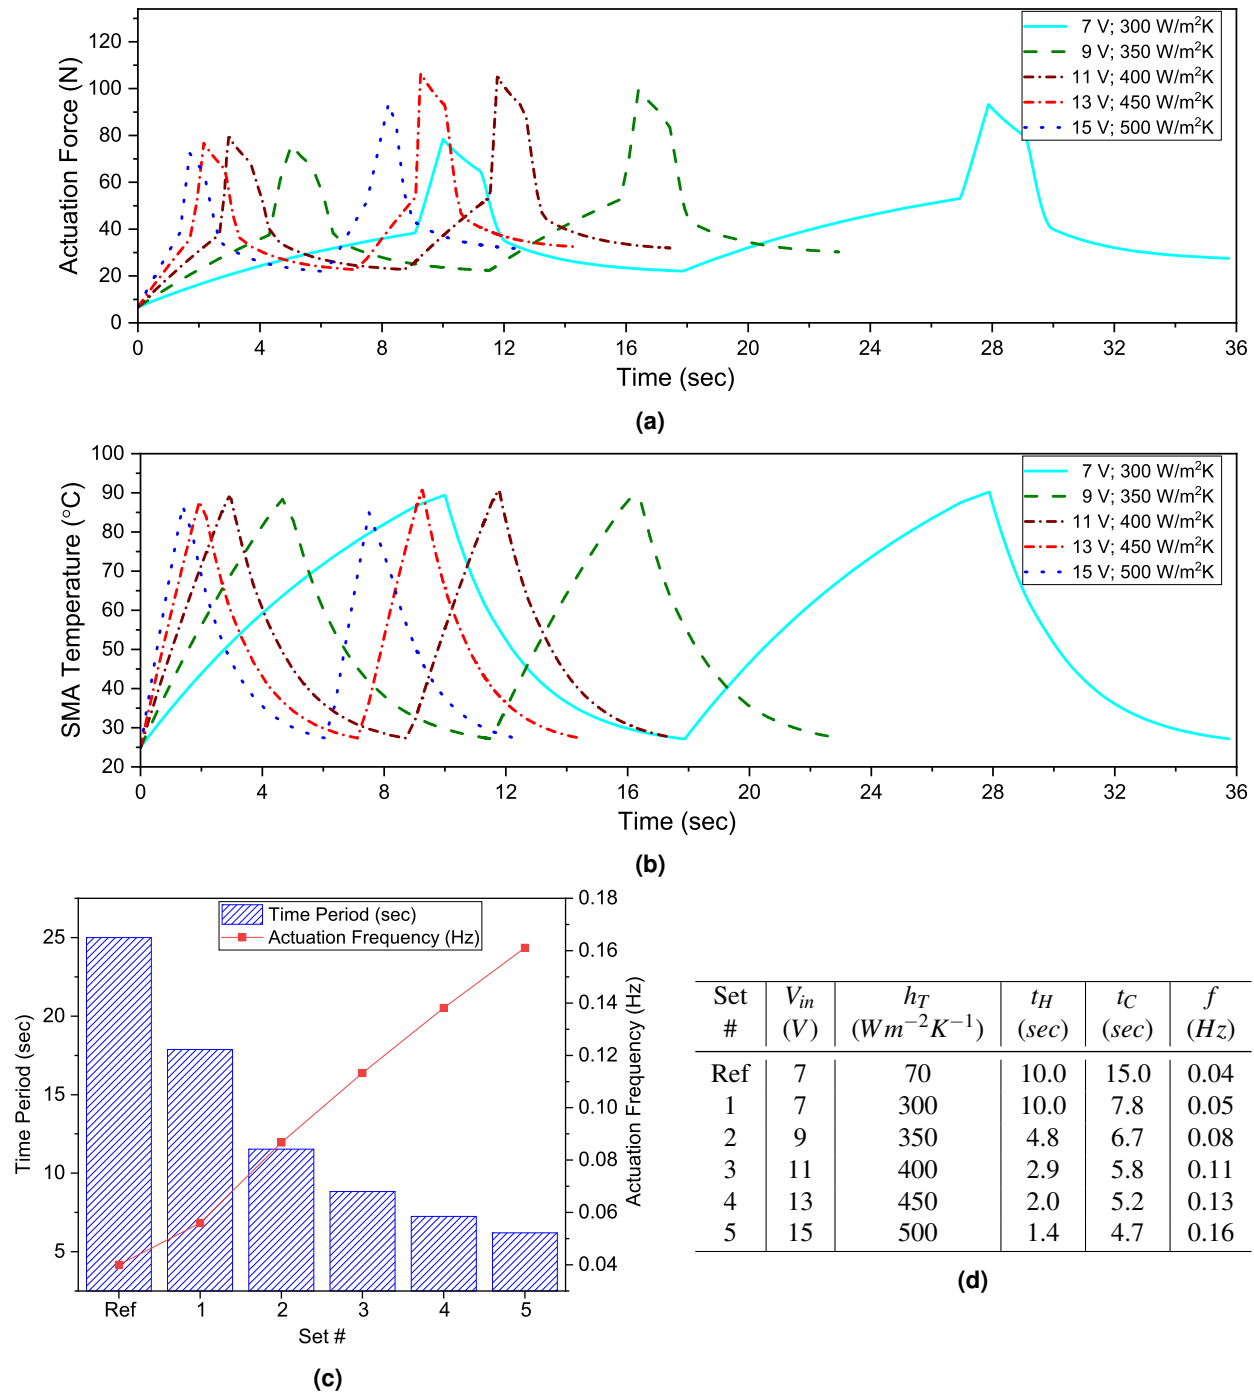 120
100
80
60
40
20
0
Actuation Force (N)
7 V; 300 W/m²K
9 V; 350 W/m²K
11 V; 400 W/m²K
13 V; 450 W/m²K
15 V; 500 W/m²K
0 4 8 12 16 20 24 28 32 36
Time (sec)
(a)
100
90
80
70
60
50
40
30
20
SMA Temperature (°C)
7 V; 300 W/m²K
9 V; 350 W/m²K
11 V; 400 W/m²K
13 V; 450 W/m²K
15 V; 500 W/m²K
0 4 8 12 16 20 24 28 32 36
Time (sec)
(b)
Time Period (sec)
Actuation Frequency (Hz)
25
20
15
10
5
Time Period (sec)
0.18
0.16
0.14
0.12
0.10
0.08
0.06
0.04
Actuation Frequency (Hz)
Ref 1 2 3 4 5
Set #
(c)
Set V_in h_T t_H t_C f
# (V) (Wm⁻²K⁻¹) (sec) (sec) (Hz)
Ref 7 70 10.0 15.0 0.04
1 7 300 10.0 7.8 0.05
2 9 350 4.8 6.7 0.08
3 11 400 2.9 5.8 0.11
4 13 450 2.0 5.2 0.13
5 15 500 1.4 4.7 0.16
(d)